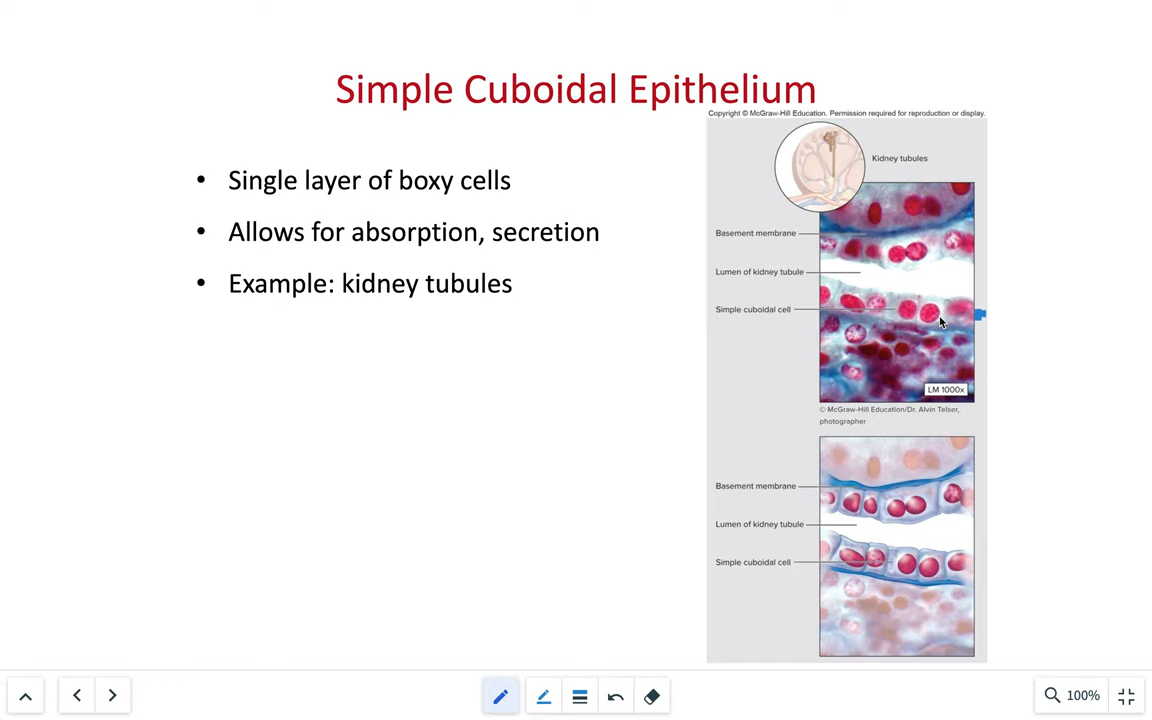 Simple Cuboidal Epithelium
Copyright © McGraw-Hill Education. Permission required for reproduction or display.
• Single layer of boxy cells
• Allows for absorption, secretion
• Example: kidney tubules
Kidney tubules
Basement membrane
Lumen of kidney tubule
Simple cuboidal cell
LM 1000x
© McGraw-Hill Education/Dr. Alvin Telser,
photographer
Basement membrane
Lumen of kidney tubule
Simple cuboidal cell
100%